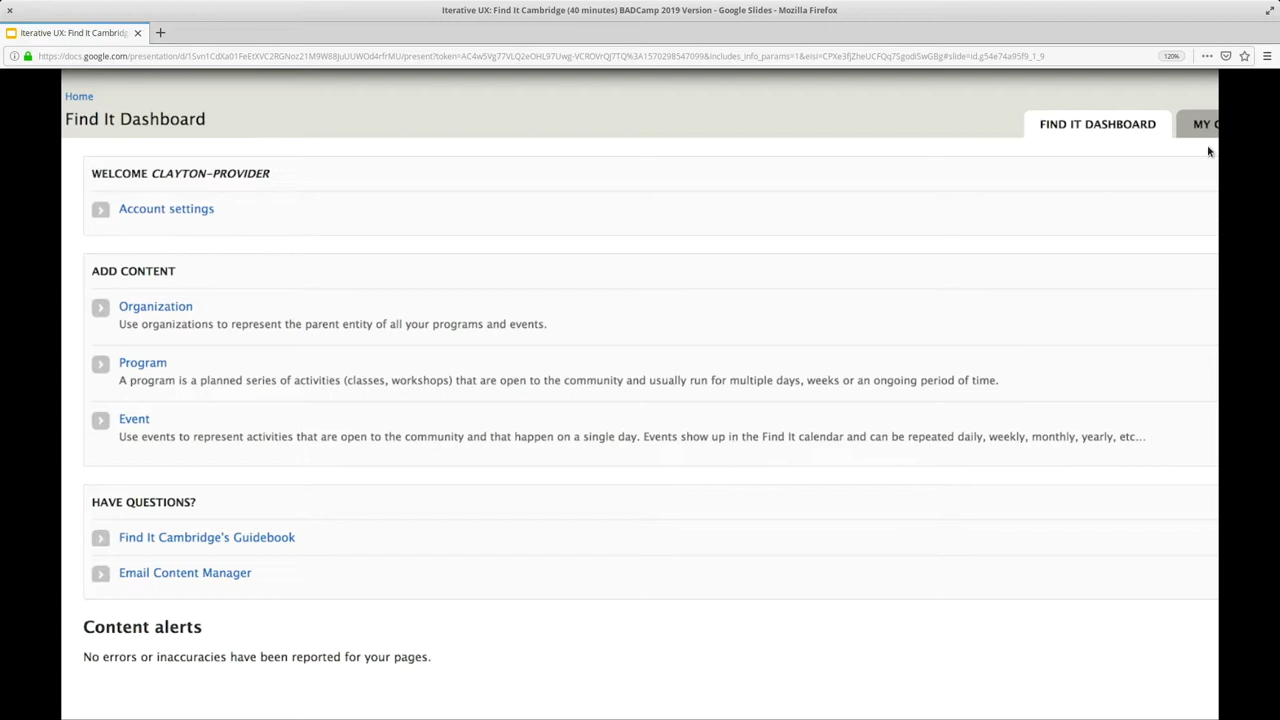 Iterative UX: Find It Cambridge (40 minutes) BADCamp 2019 Version - Google Slides - Mozilla Firefox
Iterative UX: Find It Cambridg
120%
Home
Find It Dashboard
FIND IT DASHBOARD
MY
WELCOME CLAYTON-PROVIDER
Account settings
ADD CONTENT
Organization
Use organizations to represent the parent entity of all your programs and events.
Program
A program is a planned series of activities (classes, workshops) that are open to the community and usually run for multiple days, weeks or an ongoing period of time.
Event
Use events to represent activities that are open to the community and that happen on a single day. Events show up in the Find It calendar and can be repeated daily, weekly, monthly, yearly, etc...
HAVE QUESTIONS?
Find It Cambridge's Guidebook
Email Content Manager
Content alerts
No errors or inaccuracies have been reported for your pages.